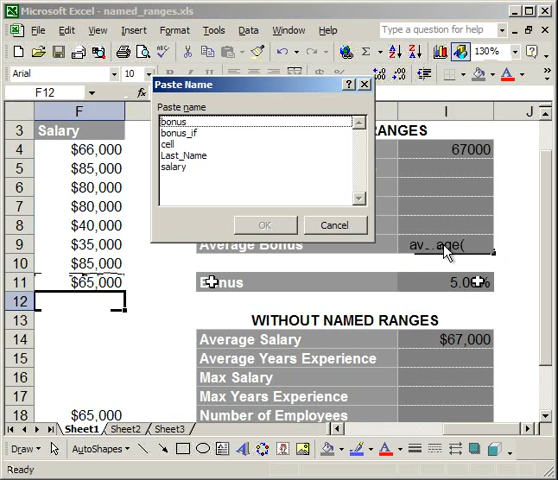 Microsoft Excel - named_ranges.xls
File Edit View Insert Format Tools Data Window Help
130%
Arial 10 B
F12 fx
Paste Name
Paste name
bonus
bonus_if
cell
Last_Name
salary
OK Cancel
F I J
3 Salary RANGES
4 $66,000 67000
5 $85,000
6 $80,000
7 $80,000
8 $40,000
9 $35,000 Average Bonus
10 $85,000
11 $65,000 Bonus
12
13 WITHOUT NAMED RANGES
14 Average Salary $67,000
15 Average Years Experience
16 Max Salary
17 Max Years Experience
18 $65,000 Number of Employees
Sheet1 Sheet2 Sheet3
Draw AutoShapes
Ready